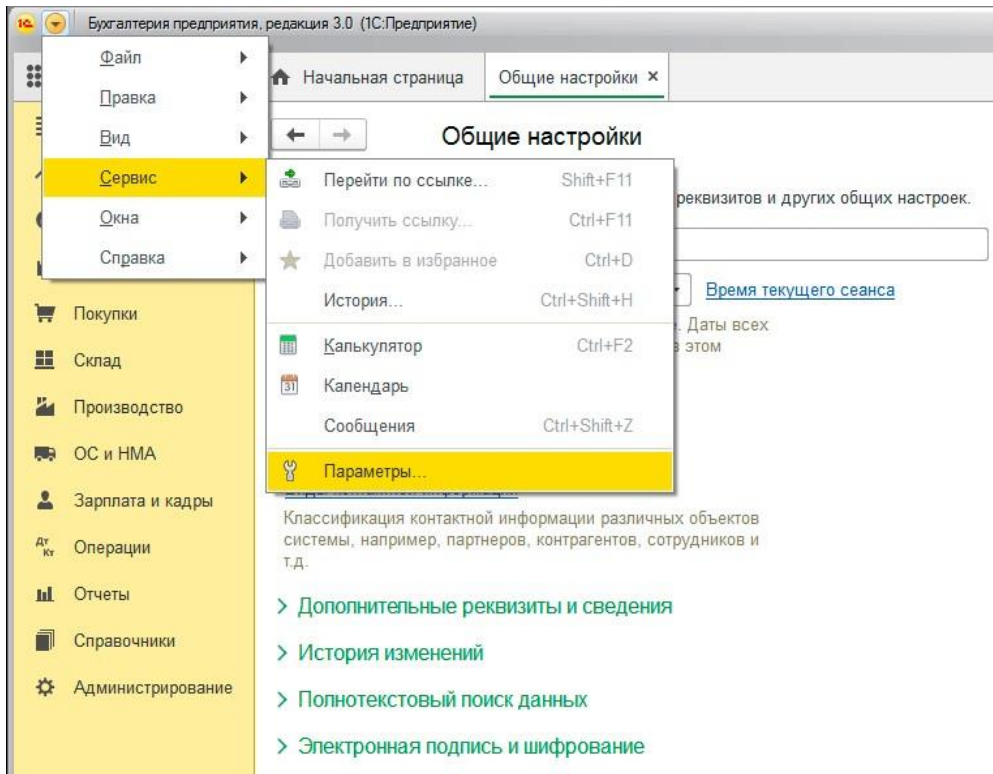 1С Бухгалтерия предприятия, редакция 3.0 (1С:Предприятие)
Файл
Правка
Вид
Сервис
Окна
Справка
Начальная страница
Общие настройки ×
Общие настройки
реквизитов и других общих настроек.
Перейти по ссылке... Shift+F11
Получить ссылку... Ctrl+F11
Добавить в избранное Ctrl+D
История... Ctrl+Shift+H
Калькулятор Ctrl+F2
31 Календарь
Сообщения Ctrl+Shift+Z
Параметры...
Время текущего сеанса
Даты всех
этом
Классификация контактной информации различных объектов
системы, например, партнеров, контрагентов, сотрудников и
т.д.
Дополнительные реквизиты и сведения
История изменений
Полнотекстовый поиск данных
Электронная подпись и шифрование
Покупки
Склад
Производство
ОС и НМА
Зарплата и кадры
Дт
Кт
Операции
Отчеты
Справочники
Администрирование